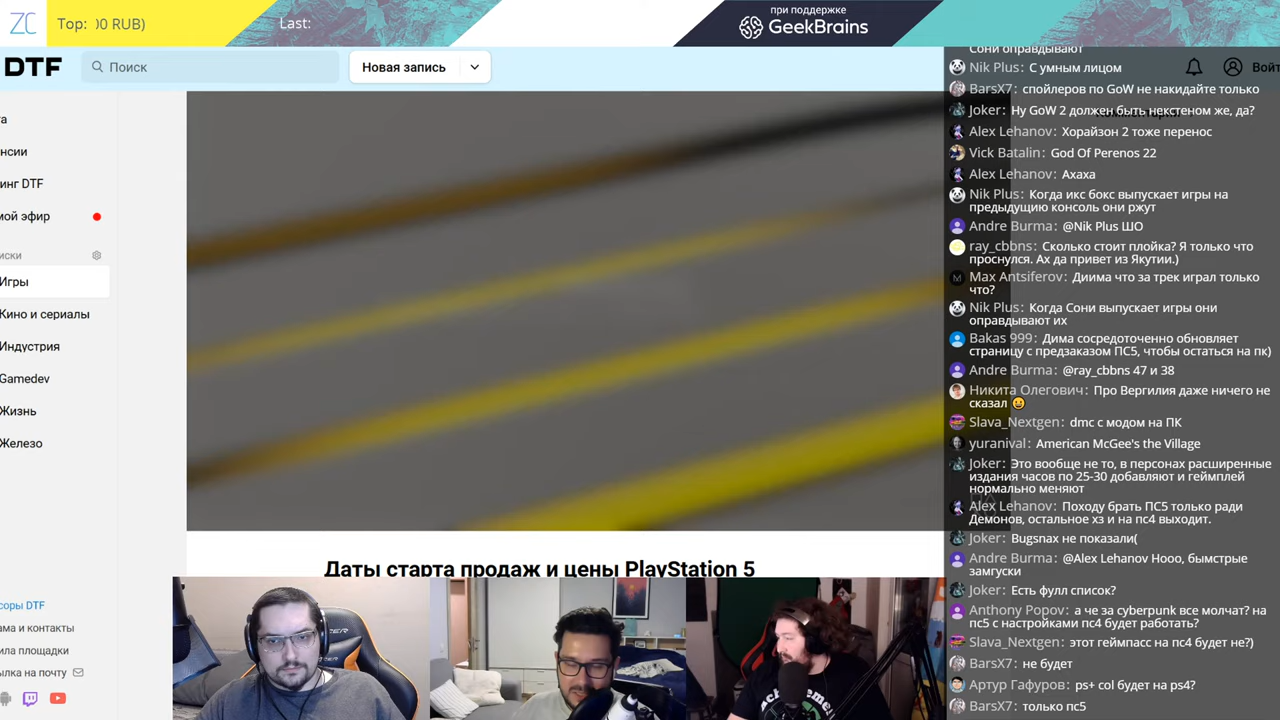 ZC
Top: 00 RUB)
Last:
при поддержке
GeekBrains
DTF
Поиск
Новая запись
Войт
та
нсии
инг DTF
мой эфир
иски
Игры
Кино и сериалы
Индустрия
Gamedev
Жизнь
Железо
соры DTF
ама и контакты
ила площадки
ылка на почту
Даты старта продаж и цены PlayStation 5
Сони оправдывают
Nik Plus: С умным лицом
BarsX7: спойлеров по GoW не накидайте только
Joker: Ну GoW 2 должен быть некстеном же, да?
Alex Lehanov: Хорайзон 2 тоже перенос
Vick Batalin: God Of Perenos 22
Alex Lehanov: Ахаха
Nik Plus: Когда икс бокс выпускает игры на
предыдущию консоль они ржут
Andre Burma: @Nik Plus ШО
ray_cbbns: Сколько стоит плойка? Я только что
проснулся. Ах да привет из Якутии.)
Max Antsiferov: Диима что за трек играл только
что?
Nik Plus: Когда Сони выпускает игры они
оправдывают их
Bakas 999: Дима сосредоточенно обновляет
страницу с предзаказом ПС5, чтобы остаться на пк)
Andre Burma: @ray_cbbns 47 и 38
Никита Олегович: Про Вергилия даже ничего не
сказал 😀
Slava_Nextgen: dmc с модом на ПК
yuranival: American McGee's the Village
Joker: Это вообще не то, в персонах расширенные
издания часов по 25-30 добавляют и геймплей
нормально меняют
Alex Lehanov: Походу брать ПС5 только ради
Демонов, остальное хз и на пс4 выходит.
Joker: Bugsnax не показали(
Andre Burma: @Alex Lehanov Нооо, бымстрые
замгуски
Joker: Есть фулл список?
Anthony Popov: а че за cyberpunk все молчат? на
пс5 с настройками пс4 будет работать?
Slava_Nextgen: этот геймпасс на пс4 будет не?)
BarsX7: не будет
Артур Гафуров: ps+ col будет на ps4?
BarsX7: только пс5